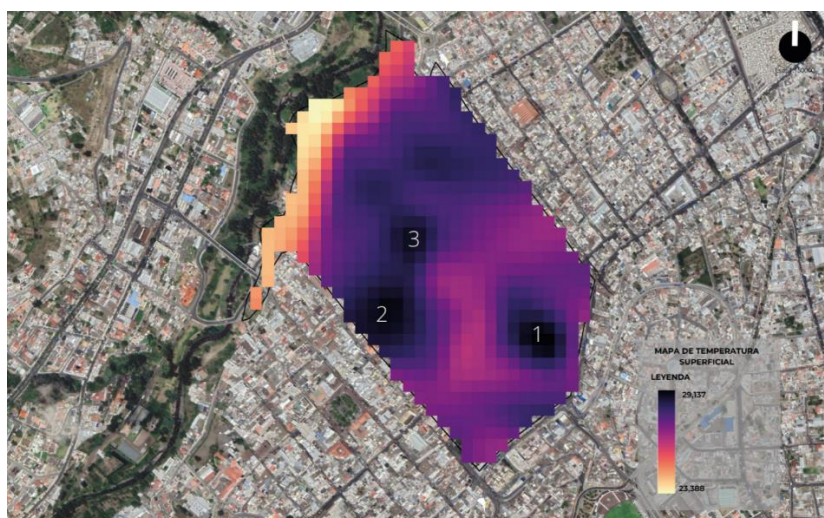 3
2
1
MAPA DE TEMPERATURA
SUPERFICIAL
LEYENDA
29,137
23,388